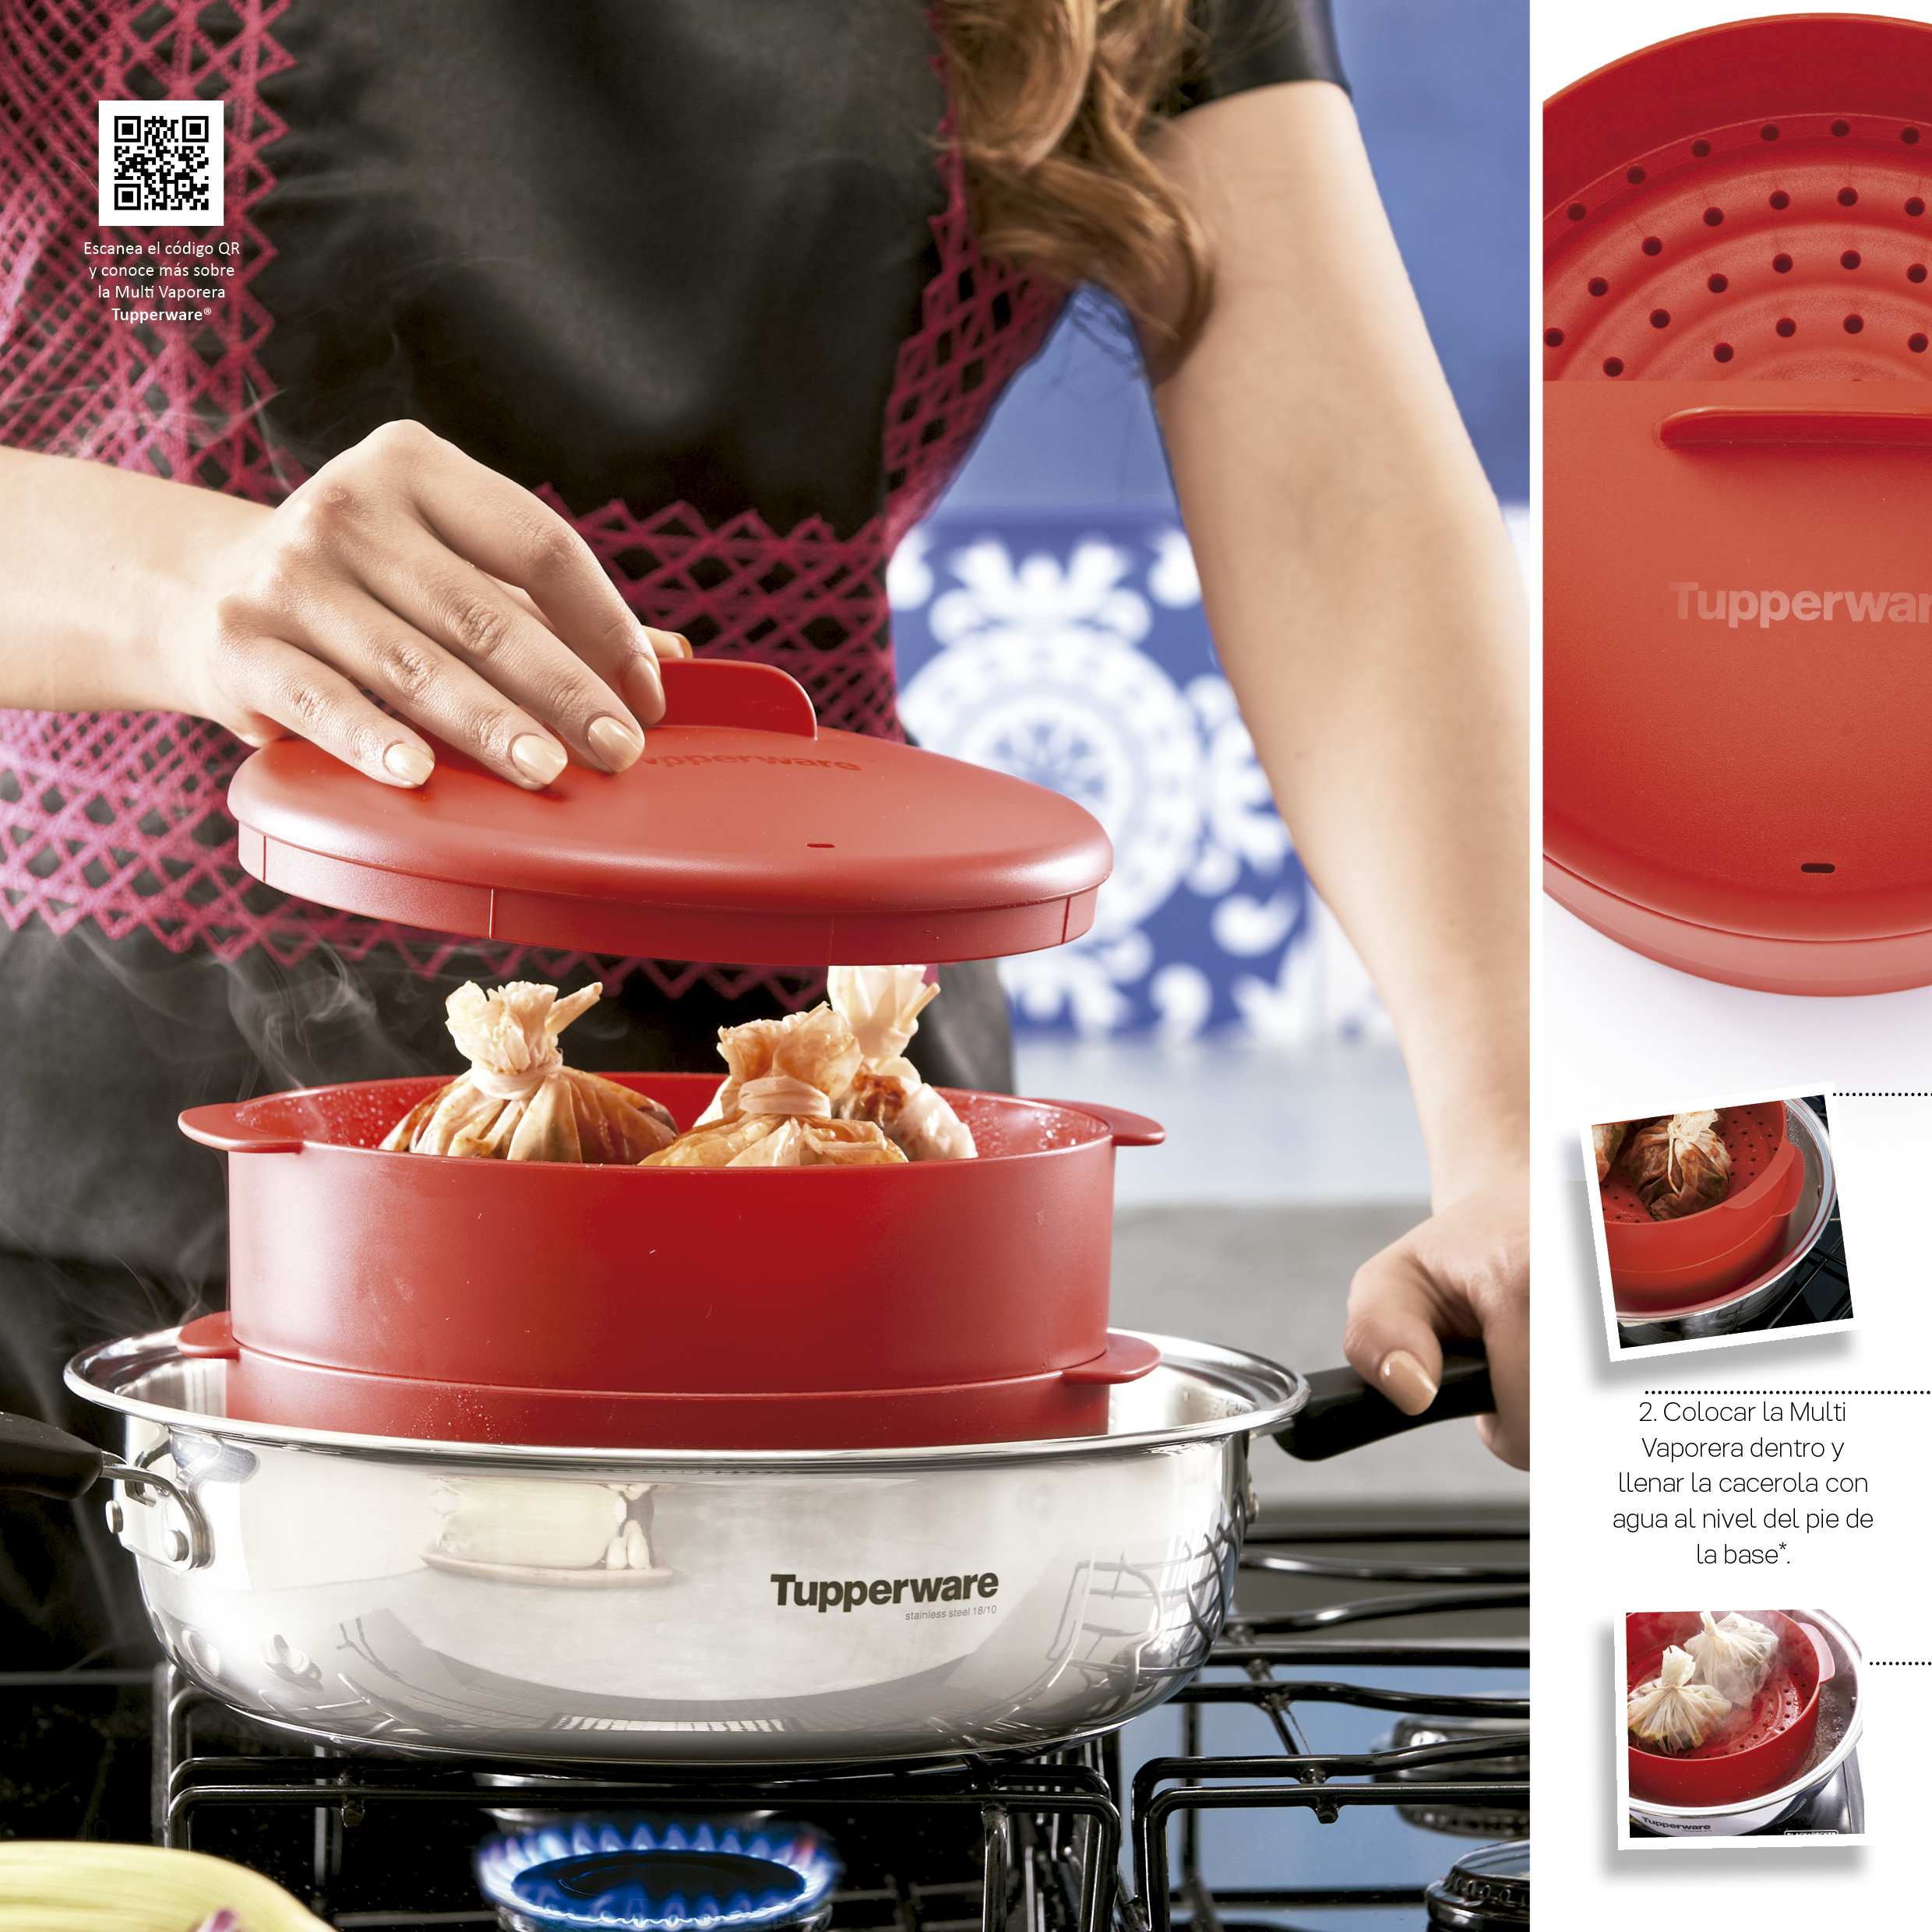 Escanea el código QR
y conoce más sobre
la Multi Vaporera
Tupperware®
Tupperware
Tupperware
stainless steel 18/10
Tupperwar
2. Colocar la Multi
Vaporera dentro y
llenar la cacerola con
agua al nivel del pie de
la base*.
Tupperware